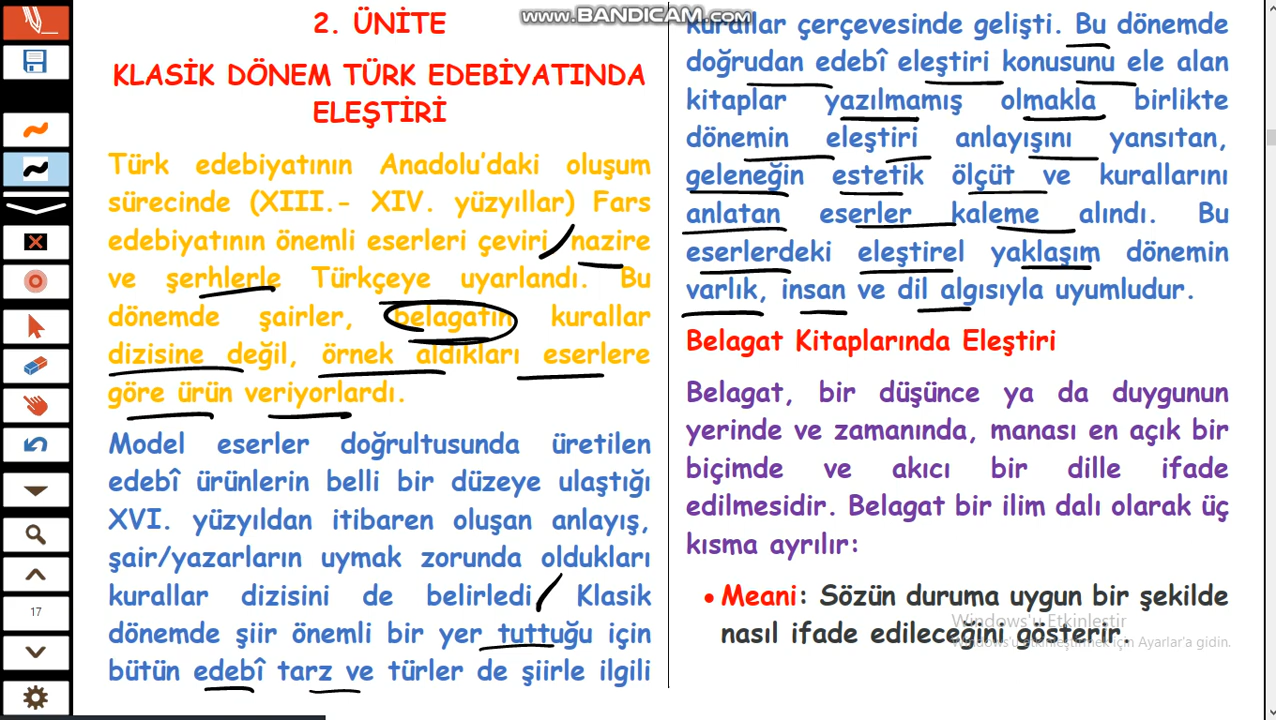 www.BANDICAM.com
2. ÜNİTE
KLASİK DÖNEM TÜRK EDEBİYATINDA
ELEŞTİRİ
Türk edebiyatının Anadolu'daki oluşum
sürecinde (XIII.- XIV. yüzyıllar) Fars
edebiyatının önemli eserleri çeviri, nazire
ve şerhlerle Türkçeye uyarlandı. Bu
dönemde şairler, belagatin kurallar
dizisine değil, örnek aldıkları eserlere
göre ürün veriyorlardı.
Model eserler doğrultusunda üretilen
edebî ürünlerin belli bir düzeye ulaştığı
XVI. yüzyıldan itibaren oluşan anlayış,
şair/yazarların uymak zorunda oldukları
kurallar dizisini de belirledi. Klasik
dönemde şiir önemli bir yer tuttuğu için
bütün edebî tarz ve türler de şiirle ilgili
kurallar çerçevesinde gelişti. Bu dönemde
doğrudan edebî eleştiri konusunu ele alan
kitaplar yazılmamış olmakla birlikte
dönemin eleştiri anlayışını yansıtan,
geleneğin estetik ölçüt ve kurallarını
anlatan eserler kaleme alındı. Bu
eserlerdeki eleştirel yaklaşım dönemin
varlık, insan ve dil algısıyla uyumludur.
Belagat Kitaplarında Eleştiri
Belagat, bir düşünce ya da duygunun
yerinde ve zamanında, manası en açık bir
biçimde ve akıcı bir dille ifade
edilmesidir. Belagat bir ilim dalı olarak üç
kısma ayrılır:
• Meani: Sözün duruma uygun bir şekilde
nasıl ifade edileceğini gösterir.
Windows'u Etkinleştir
Windows'u etkinleştirmek için Ayarlar'a gidin.
17